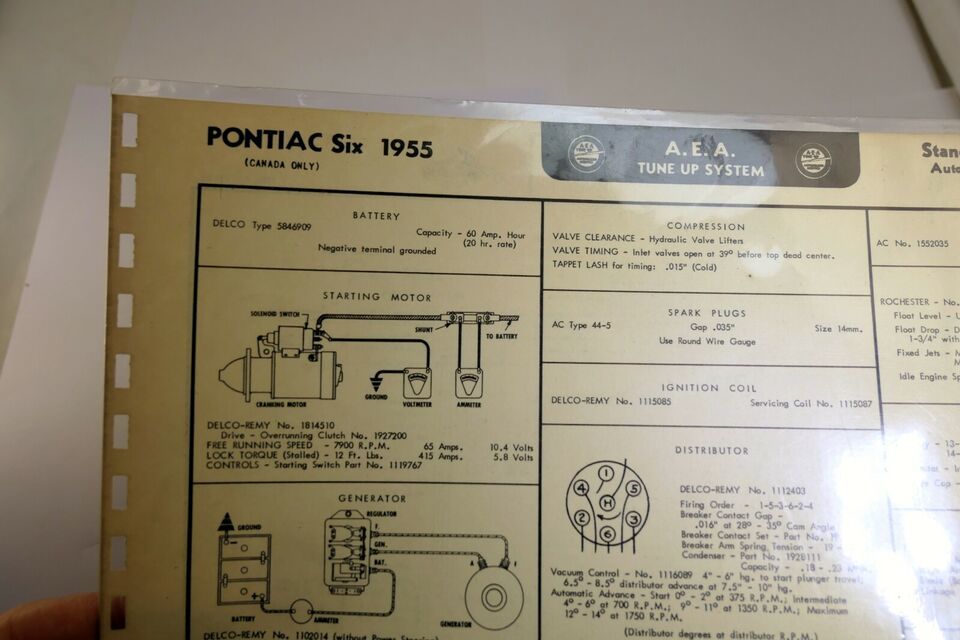 PONTIAC Six 1955
(CANADA ONLY)
A.E.A.
TUNE UP SYSTEM
BATTERY
DELCO Type 5846909
Capacity - 60 Amp. Hour
(20 hr. rate)
Negative terminal grounded
STARTING MOTOR
SOLENOID SWITCH
SHUNT
TO BATTERY
GROUND
VOLTMETER
AMMETER
CRANKING MOTOR
DELCO-REMY No. 1814510
Drive - Overrunning Clutch No. 1927200
FREE RUNNING SPEED - 7900 R.P.M. 65 Amps. 10.4 Volts
LOCK TORQUE (Stalled) - 12 Ft. Lbs. 415 Amps. 5.8 Volts
CONTROLS - Starting Switch Part No. 1119767
GENERATOR
REGULATOR
GROUND
F.
GEN.
BAT.
A
F
BATTERY
AMMETER
GENERATOR
DELCO-REMY No. 1102014 (without Power
COMPRESSION
VALVE CLEARANCE - Hydraulic Valve Lifters
VALVE TIMING - Inlet valves open at 39° before top dead center.
TAPPET LASH for timing: .015" (Cold)
SPARK PLUGS
AC Type 44-5 Gap .035" Size 14mm.
Use Round Wire Gauge
IGNITION COIL
DELCO-REMY No. 1115085 Servicing Coil No. 1115087
DISTRIBUTOR
1
4
5
H
2
3
6
DELCO-REMY No. 1112403
Firing Order - 1-5-3-6-2-4
Breaker Contact Gap -
.016" at 28° - 35° Cam Angle
Breaker Contact Set - Part No.
Breaker Arm Spring Tension - 19 -
Condenser - Part No. 1928111
Capacity - .18 -
Vacuum Control - No. 1116089 4" - 6" hg. to start plunger travel;
6.5° - 8.5° distributor advance at 7.5" - 10" hg.
Automatic Advance - Start 0° - 2° at 375 R.P.M.; Intermediate
4° - 6° at 700 R.P.M.; 9° - 11° at 1350 R.P.M.; Maximum
12° - 14° at 1750 R.P.M.
(Distributor degrees at distributor R.P.M.
AC No. 1552035
ROCHESTER - No.
Float Level -
Float Drop -
1-3/4" with
Fixed Jets -
Idle Engine